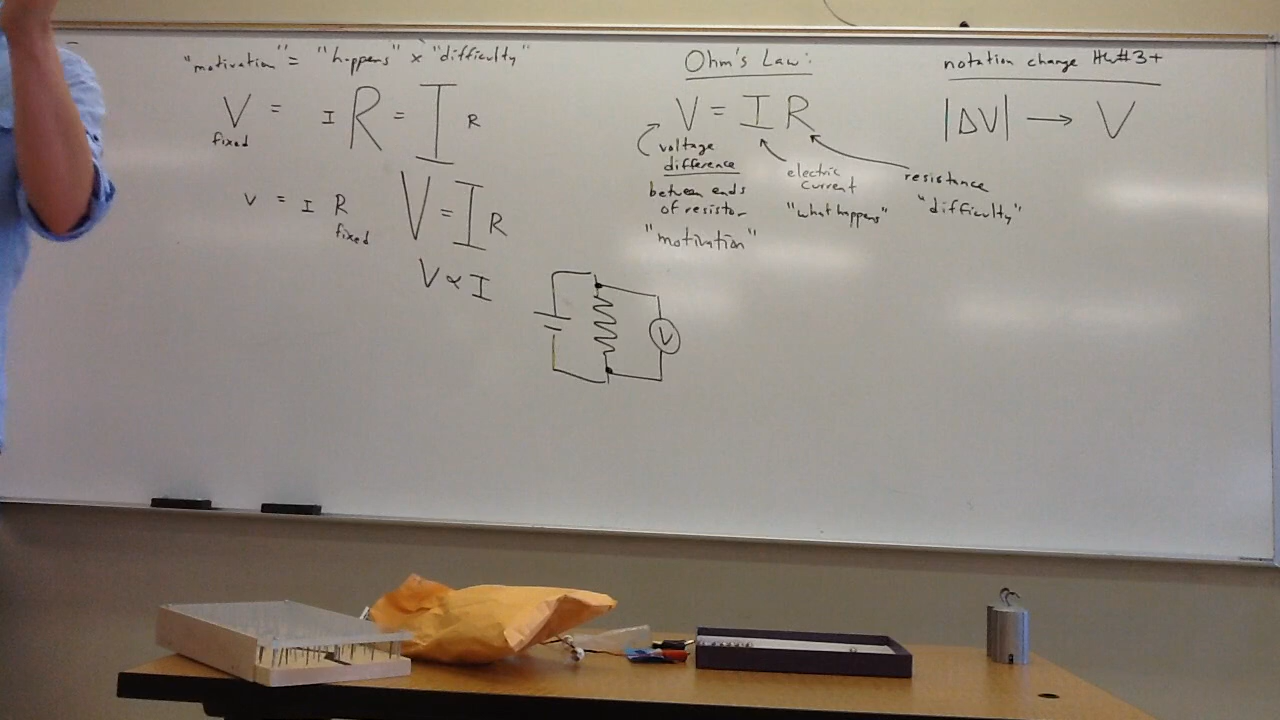 "motivation" = "happens" x "difficulty"
V = I R = I R
fixed
V = I R
fixed
V = I R
V ∝ I
V
Ohm's Law:
V = I R
voltage
difference
between ends
of resistor
"motivation"
electric
current
"what happens"
resistance
"difficulty"
notation change HW#3+
|ΔV| → V